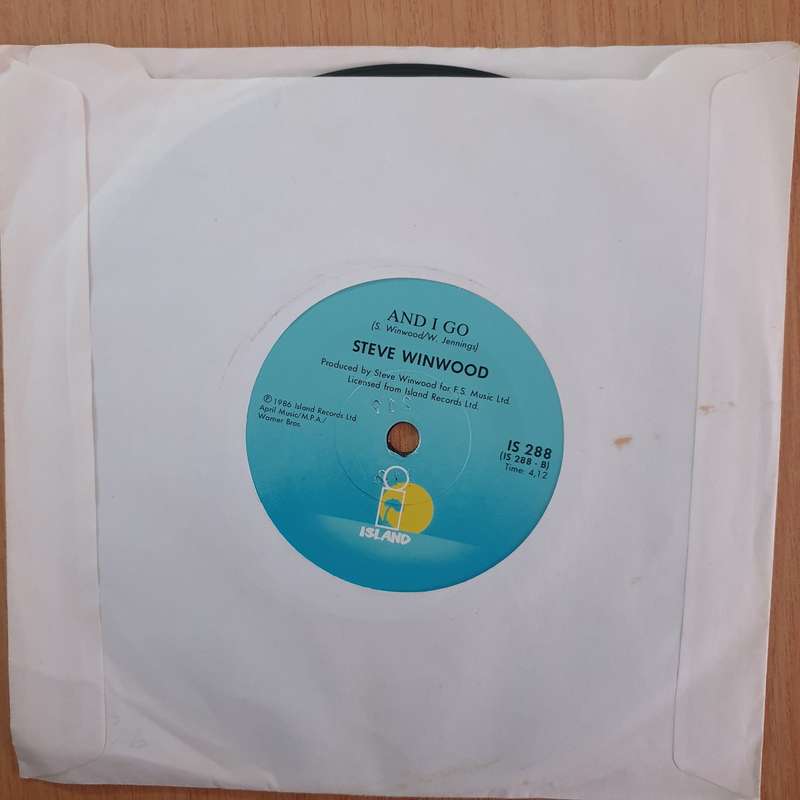 AND I GO
(S. Winwood/W. Jennings)
STEVE WINWOOD
Produced by Steve Winwood for F.S. Music Ltd.
Licensed from Island Records Ltd.
Ⓟ1986 Island Records Ltd
April Music/M.P.A./
Warner Bros.
IS 288
(IS 288 - B)
Time: 4,12
ISLAND